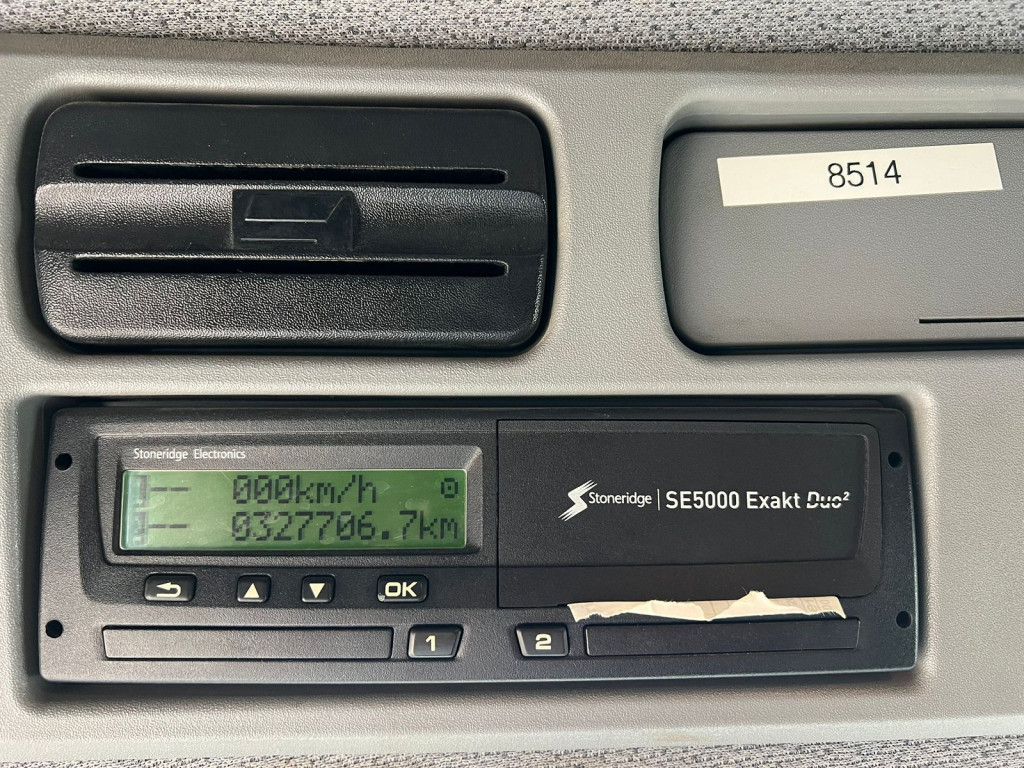 8514
Stoneridge Electronics
-- 000km/h
-- 0327706.7km
Stoneridge | SE5000 Exakt Duo²
OK
1
2